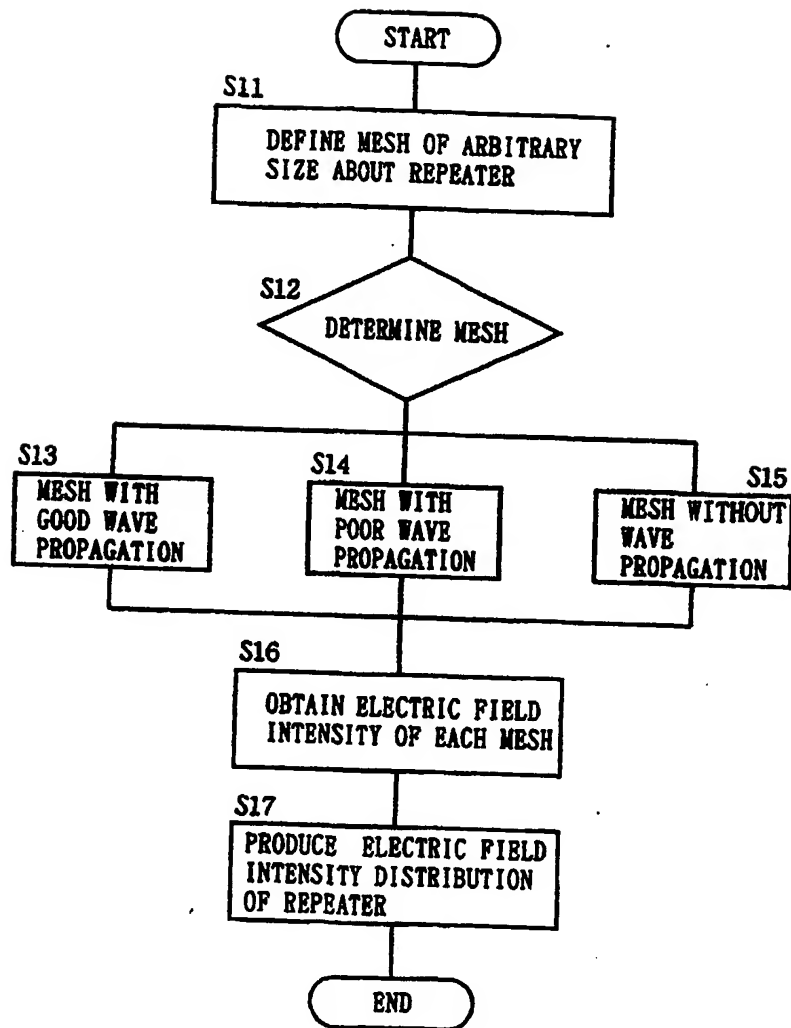 START
S11
DEFINE MESH OF ARBITRARY
SIZE ABOUT REPEATER
S12
DETERMINE MESH
S13
MESH WITH
GOOD WAVE
PROPAGATION
S14
MESH WITH
POOR WAVE
PROPAGATION
S15
MESH WITHOUT
WAVE
PROPAGATION
S16
OBTAIN ELECTRIC FIELD
INTENSITY OF EACH MESH
S17
PRODUCE ELECTRIC FIELD
INTENSITY DISTRIBUTION
OF REPEATER
END